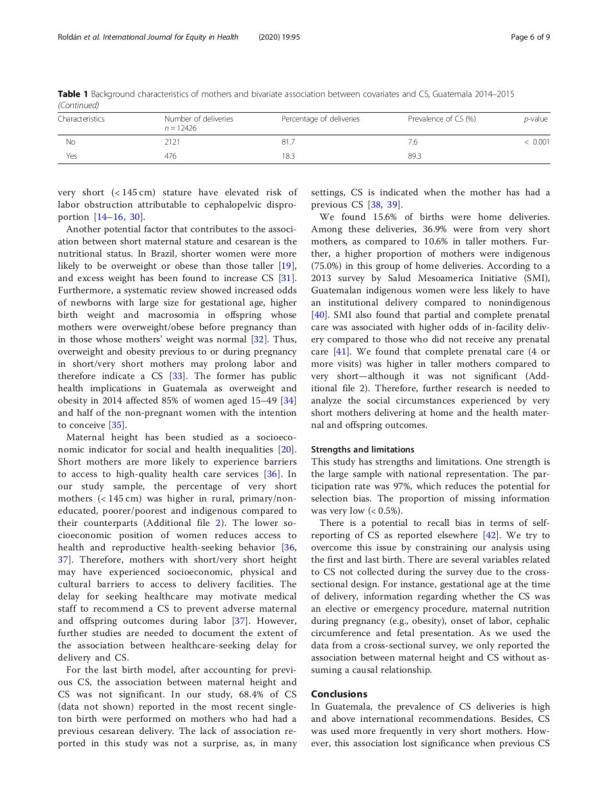 Roldán et al. International Journal for Equity in Health (2020) 19:95 Page 6 of 9
Table 1 Background characteristics of mothers and bivariate association between covariates and CS, Guatemala 2014–2015
(Continued)
Characteristics Number of deliveries Percentage of deliveries Prevalence of CS (%) p-value
n = 12426
No 2121 81.7 7.6 < 0.001
Yes 476 18.3 89.3
very short (< 145 cm) stature have elevated risk of
labor obstruction attributable to cephalopelvic dispro-
portion [14–16, 30].
Another potential factor that contributes to the associ-
ation between short maternal stature and cesarean is the
nutritional status. In Brazil, shorter women were more
likely to be overweight or obese than those taller [19],
and excess weight has been found to increase CS [31].
Furthermore, a systematic review showed increased odds
of newborns with large size for gestational age, higher
birth weight and macrosomia in offspring whose
mothers were overweight/obese before pregnancy than
in those whose mothers' weight was normal [32]. Thus,
overweight and obesity previous to or during pregnancy
in short/very short mothers may prolong labor and
therefore indicate a CS [33]. The former has public
health implications in Guatemala as overweight and
obesity in 2014 affected 85% of women aged 15–49 [34]
and half of the non-pregnant women with the intention
to conceive [35].
Maternal height has been studied as a socioeco-
nomic indicator for social and health inequalities [20].
Short mothers are more likely to experience barriers
to access to high-quality health care services [36]. In
our study sample, the percentage of very short
mothers (< 145 cm) was higher in rural, primary/non-
educated, poorer/poorest and indigenous compared to
their counterparts (Additional file 2). The lower so-
cioeconomic position of women reduces access to
health and reproductive health-seeking behavior [36,
37]. Therefore, mothers with short/very short height
may have experienced socioeconomic, physical and
cultural barriers to access to delivery facilities. The
delay for seeking healthcare may motivate medical
staff to recommend a CS to prevent adverse maternal
and offspring outcomes during labor [37]. However,
further studies are needed to document the extent of
the association between healthcare-seeking delay for
delivery and CS.
For the last birth model, after accounting for previ-
ous CS, the association between maternal height and
CS was not significant. In our study, 68.4% of CS
(data not shown) reported in the most recent single-
ton birth were performed on mothers who had had a
previous cesarean delivery. The lack of association re-
ported in this study was not a surprise, as, in many
settings, CS is indicated when the mother has had a
previous CS [38, 39].
We found 15.6% of births were home deliveries.
Among these deliveries, 36.9% were from very short
mothers, as compared to 10.6% in taller mothers. Fur-
ther, a higher proportion of mothers were indigenous
(75.0%) in this group of home deliveries. According to a
2013 survey by Salud Mesoamerica Initiative (SMI),
Guatemalan indigenous women were less likely to have
an institutional delivery compared to nonindigenous
[40]. SMI also found that partial and complete prenatal
care was associated with higher odds of in-facility deliv-
ery compared to those who did not receive any prenatal
care [41]. We found that complete prenatal care (4 or
more visits) was higher in taller mothers compared to
very short—although it was not significant (Add-
itional file 2). Therefore, further research is needed to
analyze the social circumstances experienced by very
short mothers delivering at home and the health mater-
nal and offspring outcomes.
Strengths and limitations
This study has strengths and limitations. One strength is
the large sample with national representation. The par-
ticipation rate was 97%, which reduces the potential for
selection bias. The proportion of missing information
was very low (< 0.5%).
There is a potential to recall bias in terms of self-
reporting of CS as reported elsewhere [42]. We try to
overcome this issue by constraining our analysis using
the first and last birth. There are several variables related
to CS not collected during the survey due to the cross-
sectional design. For instance, gestational age at the time
of delivery, information regarding whether the CS was
an elective or emergency procedure, maternal nutrition
during pregnancy (e.g., obesity), onset of labor, cephalic
circumference and fetal presentation. As we used the
data from a cross-sectional survey, we only reported the
association between maternal height and CS without as-
suming a causal relationship.
Conclusions
In Guatemala, the prevalence of CS deliveries is high
and above international recommendations. Besides, CS
was used more frequently in very short mothers. How-
ever, this association lost significance when previous CS